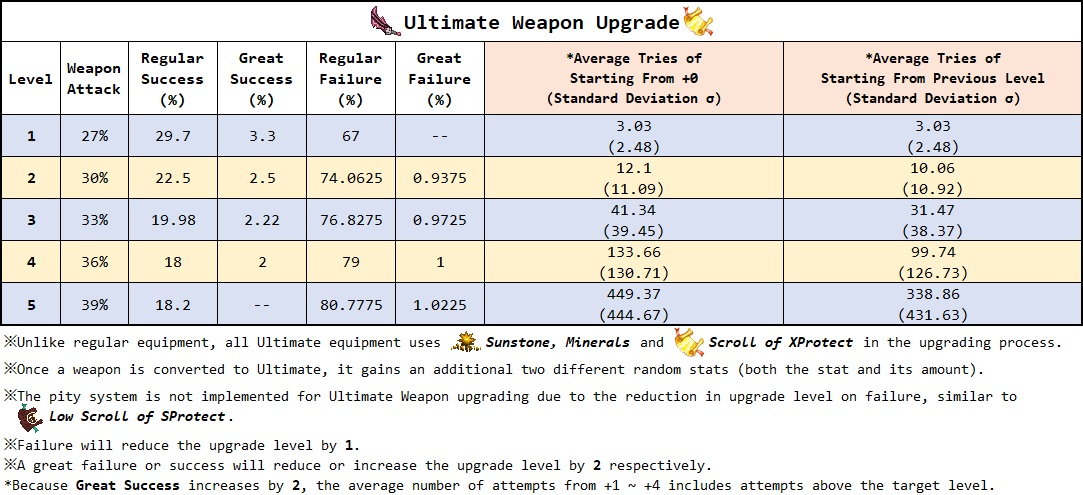 Ultimate Weapon Upgrade
Level Weapon Attack Regular Success (%) Great Success (%) Regular Failure (%) Great Failure (%) *Average Tries of Starting From +0 (Standard Deviation σ) *Average Tries of Starting From Previous Level (Standard Deviation σ)
1 27% 29.7 3.3 67 -- 3.03 (2.48) 3.03 (2.48)
2 30% 22.5 2.5 74.0625 0.9375 12.1 (11.09) 10.06 (10.92)
3 33% 19.98 2.22 76.8275 0.9725 41.34 (39.45) 31.47 (38.37)
4 36% 18 2 79 1 133.66 (130.71) 99.74 (126.73)
5 39% 18.2 -- 80.7775 1.0225 449.37 (444.67) 338.86 (431.63)
※Unlike regular equipment, all Ultimate equipment uses Sunstone, Minerals and Scroll of XProtect in the upgrading process.
※Once a weapon is converted to Ultimate, it gains an additional two different random stats (both the stat and its amount).
※The pity system is not implemented for Ultimate Weapon upgrading due to the reduction in upgrade level on failure, similar to
Low Scroll of SProtect.
※Failure will reduce the upgrade level by 1.
※A great failure or success will reduce or increase the upgrade level by 2 respectively.
*Because Great Success increases by 2, the average number of attempts from +1 ~ +4 includes attempts above the target level.